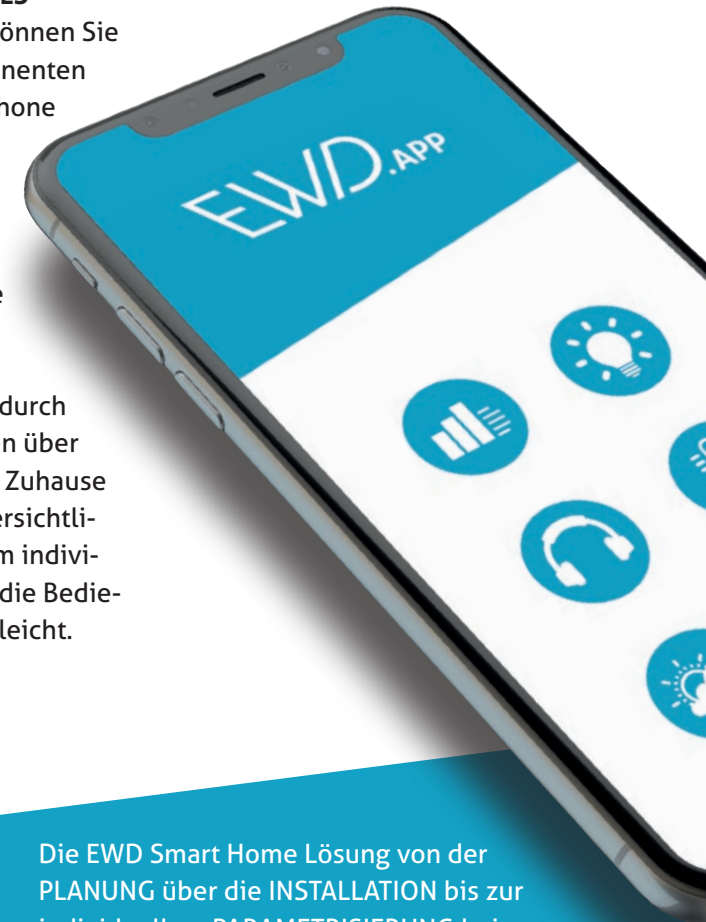 önnen Sie
nenten
hone
e
durch
n über
Zuhause
ersichtli-
m indivi-
die Bedie-
leicht.
EWD.APP
Die EWD Smart Home Lösung von der
PLANUNG über die INSTALLATION bis zur